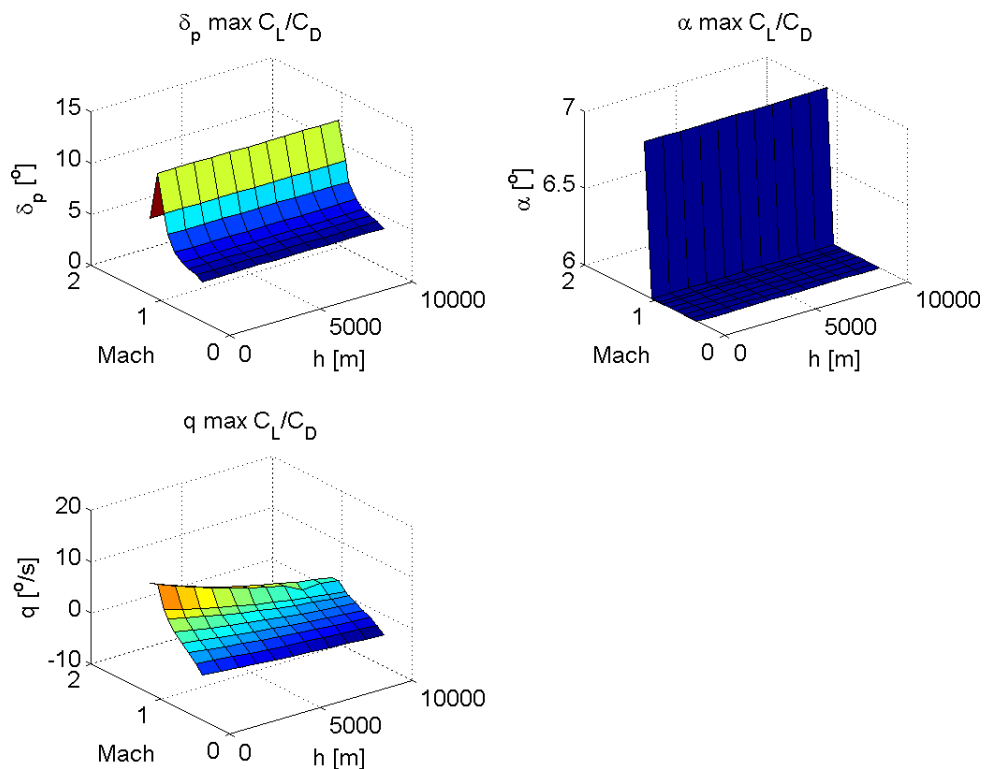 δp max CL/CD
15
10
5
0
δp [°]
2
1
0
Mach
0
5000
10000
h [m]
α max CL/CD
7
6.5
6
α [°]
2
1
0
Mach
0
5000
10000
h [m]
q max CL/CD
20
10
0
-10
q [°/s]
2
1
0
Mach
0
5000
10000
h [m]